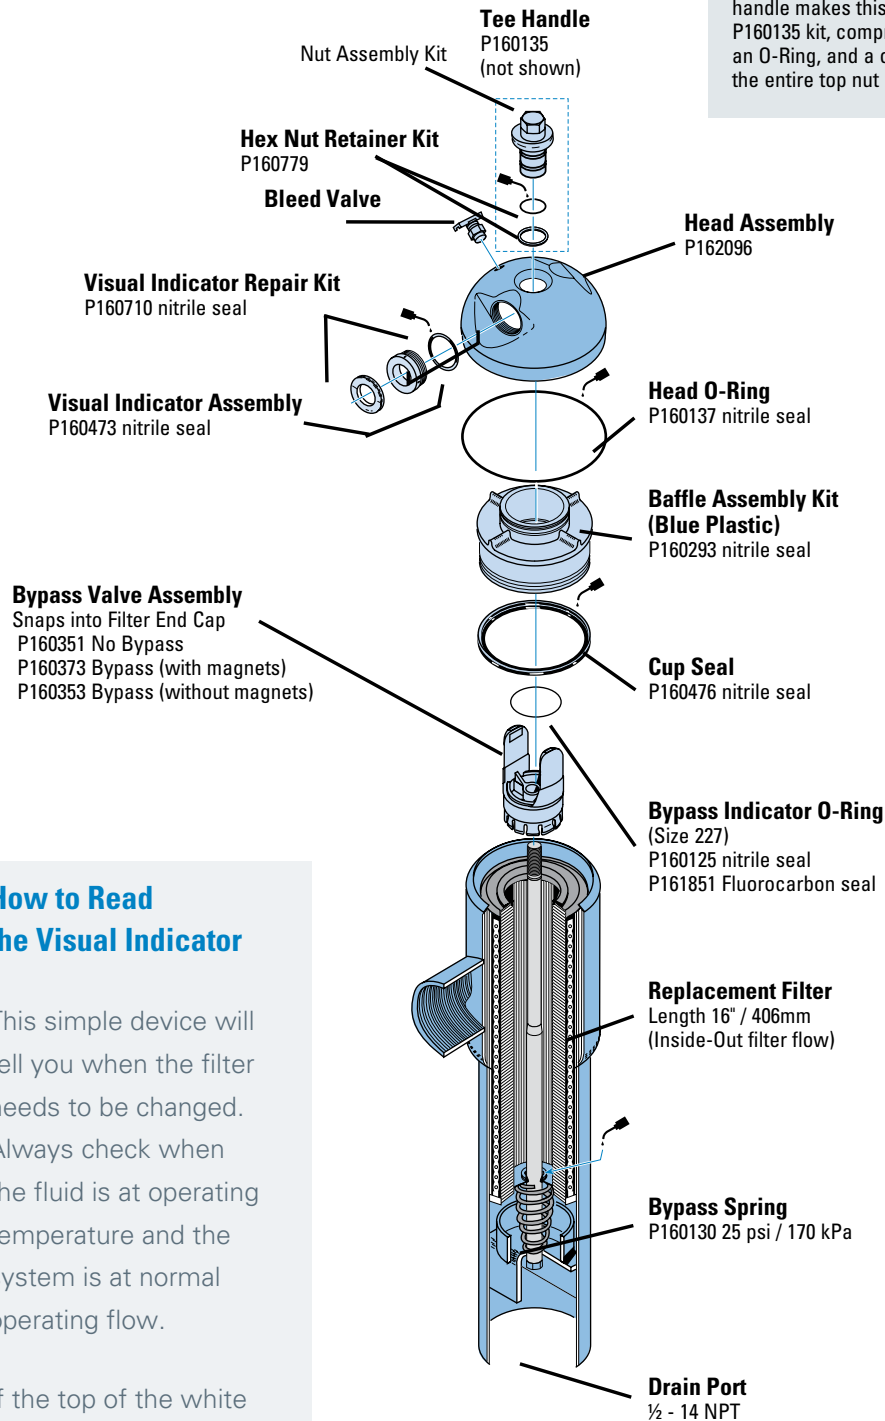 handle makes this
P160135 kit, comp
an O-Ring, and a
the entire top nut
Tee Handle
P160135
(not shown)
Nut Assembly Kit
Hex Nut Retainer Kit
P160779
Bleed Valve
Head Assembly
P162096
Visual Indicator Repair Kit
P160710 nitrile seal
Visual Indicator Assembly
P160473 nitrile seal
Head O-Ring
P160137 nitrile seal
Baffle Assembly Kit
(Blue Plastic)
P160293 nitrile seal
Bypass Valve Assembly
Snaps into Filter End Cap
P160351 No Bypass
P160373 Bypass (with magnets)
P160353 Bypass (without magnets)
Cup Seal
P160476 nitrile seal
Bypass Indicator O-Ring
(Size 227)
P160125 nitrile seal
P161851 Fluorocarbon seal
Replacement Filter
Length 16" / 406mm
(Inside-Out filter flow)
Bypass Spring
P160130 25 psi / 170 kPa
Drain Port
½ - 14 NPT
How to Read
the Visual Indicator
This simple device will
tell you when the filter
needs to be changed.
Always check when
the fluid is at operating
temperature and the
system is at normal
operating flow.
If the top of the white